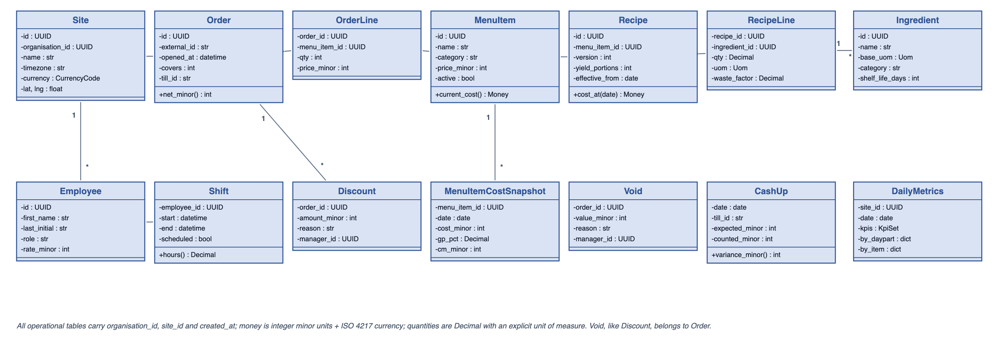 Site
-id : UUID
-organisation_id : UUID
-name : str
-timezone : str
-currency : CurrencyCode
-lat, lng : float
Order
-id : UUID
-external_id : str
-opened_at : datetime
-covers : int
-till_id : str
+net_minor() : int
OrderLine
-order_id : UUID
-menu_item_id : UUID
-qty : int
-price_minor : int
MenuItem
-id : UUID
-name : str
-category : str
-price_minor : int
-active : bool
+current_cost() : Money
Recipe
-id : UUID
-menu_item_id : UUID
-version : int
-yield_portions : int
-effective_from : date
+cost_at(date) : Money
RecipeLine
-recipe_id : UUID
-ingredient_id : UUID
-qty : Decimal
-uom : Uom
-waste_factor : Decimal
1
*
Ingredient
-id : UUID
-name : str
-base_uom : Uom
-category : str
-shelf_life_days : int
1
*
1
*
1
*
Employee
-id : UUID
-first_name : str
-last_initial : str
-role : str
-rate_minor : int
Shift
-employee_id : UUID
-start : datetime
-end : datetime
-scheduled : bool
+hours() : Decimal
Discount
-order_id : UUID
-amount_minor : int
-reason : str
-manager_id : UUID
MenuItemCostSnapshot
-menu_item_id : UUID
-date : date
-cost_minor : int
-gp_pct : Decimal
-cm_minor : int
Void
-order_id : UUID
-value_minor : int
-reason : str
-manager_id : UUID
CashUp
-date : date
-till_id : str
-expected_minor : int
-counted_minor : int
+variance_minor() : int
DailyMetrics
-site_id : UUID
-date : date
-kpis : KpiSet
-by_daypart : dict
-by_item : dict
All operational tables carry organisation_id, site_id and created_at; money is integer minor units + ISO 4217 currency; quantities are Decimal with an explicit unit of measure. Void, like Discount, belongs to Order.